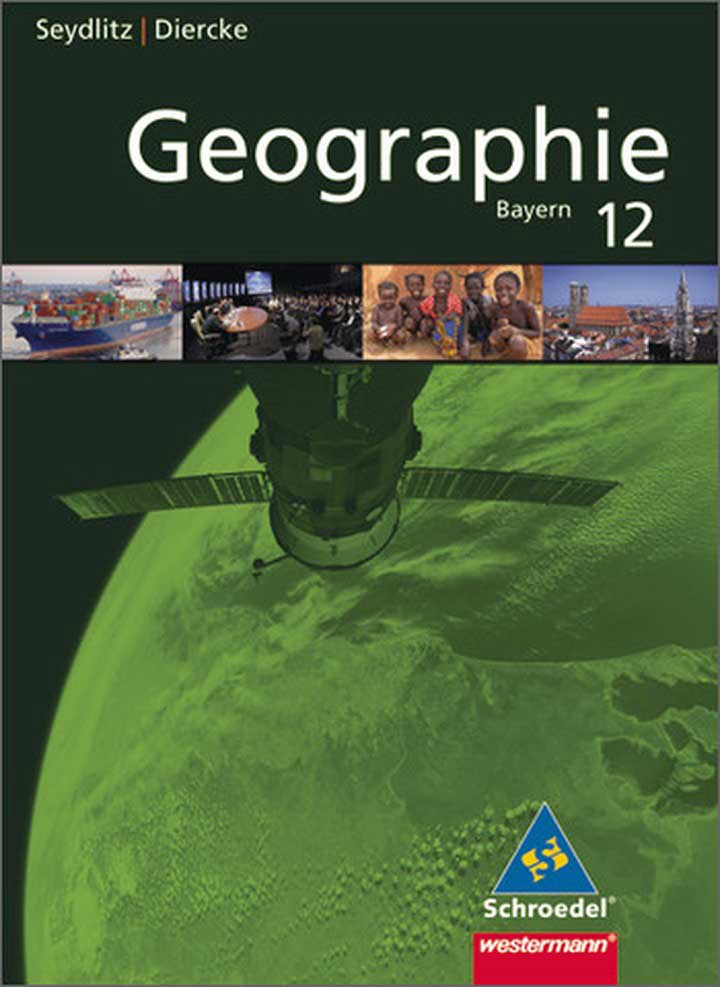 Seydlitz | Diercke
Geographie
Bayern 12
Schroedel®
westermann®